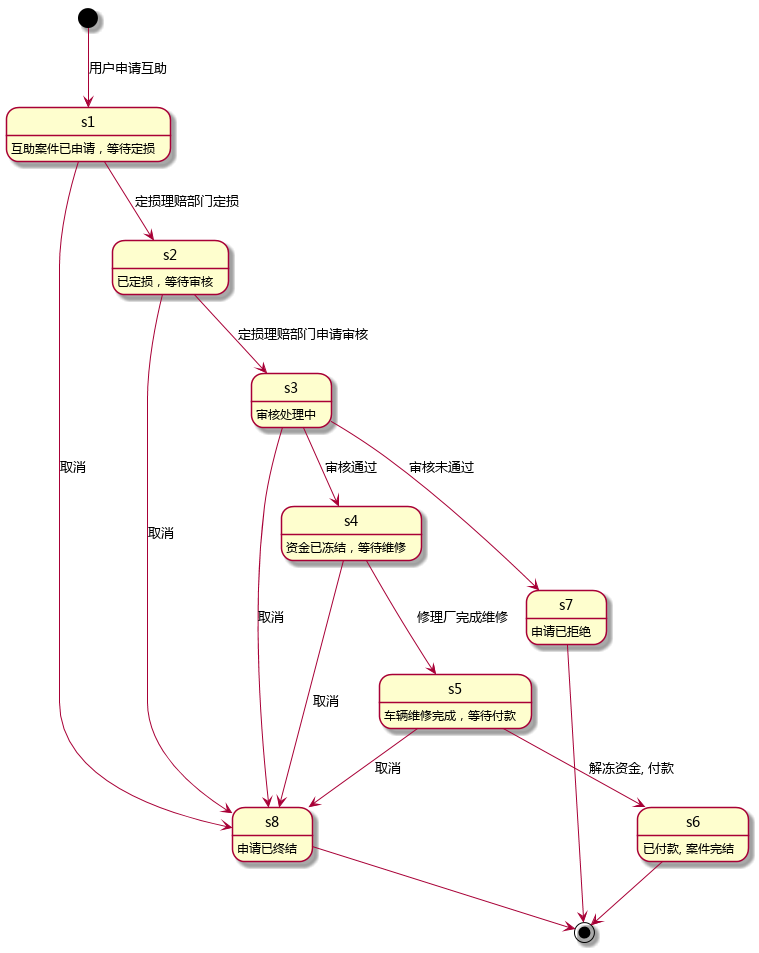 用户申请互助
s1
互助案件已申请，等待定损
定损理赔部门定损
s2
已定损，等待审核
定损理赔部门申请审核
s3
审核处理中
取消
审核通过
审核未通过
s4
资金已冻结，等待维修
取消
s7
申请已拒绝
取消
修理厂完成维修
s5
车辆维修完成，等待付款
取消
取消
解冻资金, 付款
s8
申请已终结
s6
已付款, 案件完结